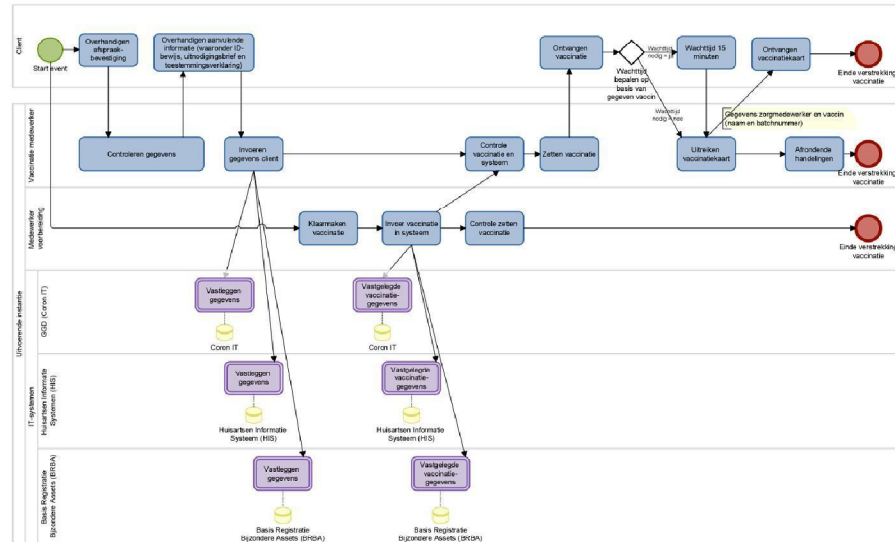 Client
Start event
Overhandigen
afspraak-
bevestiging
Overhandigen aanvullende
informatie (waaronder ID-
bewijs, uitnodigingsbrief en
toestemmingsverklaring)
Ontvangen
vaccinatie
Wachttijd
bepalen op
basis van
gegeven vaccin
Wachttijd
nodig = ja
Wachttijd 15
minuten
Ontvangen
vaccinatiekaart
Einde verstrekking
vaccinatie
Wachttijd
nodig = nee
Gegevens zorgmedewerker en vaccin
(naam en batchnummer)
Uitvoerende instantie
Vaccinatie medewerker
Controleren gegevens
Invoeren
gegevens client
Controle
vaccinatie en
systeem
Zetten vaccinatie
Uitreiken
vaccinatiekaart
Afrondende
handelingen
Einde verstrekking
vaccinatie
Medewerker
voorbereiding
Klaarmaken
vaccinatie
Invoer vaccinatie
in systeem
Controle zetten
vaccinatie
Einde verstrekking
vaccinatie
IT-systemen
GGD (Coron IT)
Vastleggen
gegevens
Coron IT
Vastgelegde
vaccinatie-
gegevens
Coron IT
Huisartsen Informatie
Systemen (HIS)
Vastleggen
gegevens
Huisartsen Informatie
Systeem (HIS)
Vastgelegde
vaccinatie-
gegevens
Huisartsen Informatie
Systeem (HIS)
Basis Registratie
Bijzondere Assets (BRBA)
Vastleggen
gegevens
Basis Registratie
Bijzondere Assets (BRBA)
Vastgelegde
vaccinatie-
gegevens
Basis Registratie
Bijzondere Assets (BRBA)